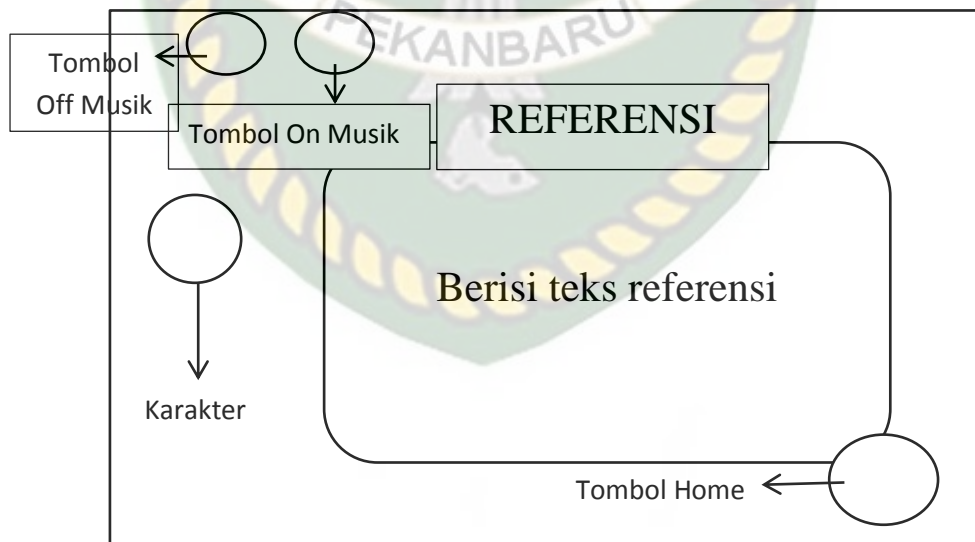 PEKANBARU
Tombol
Off Musik
Tombol On Musik
REFERENSI
Berisi teks referensi
Karakter
Tombol Home